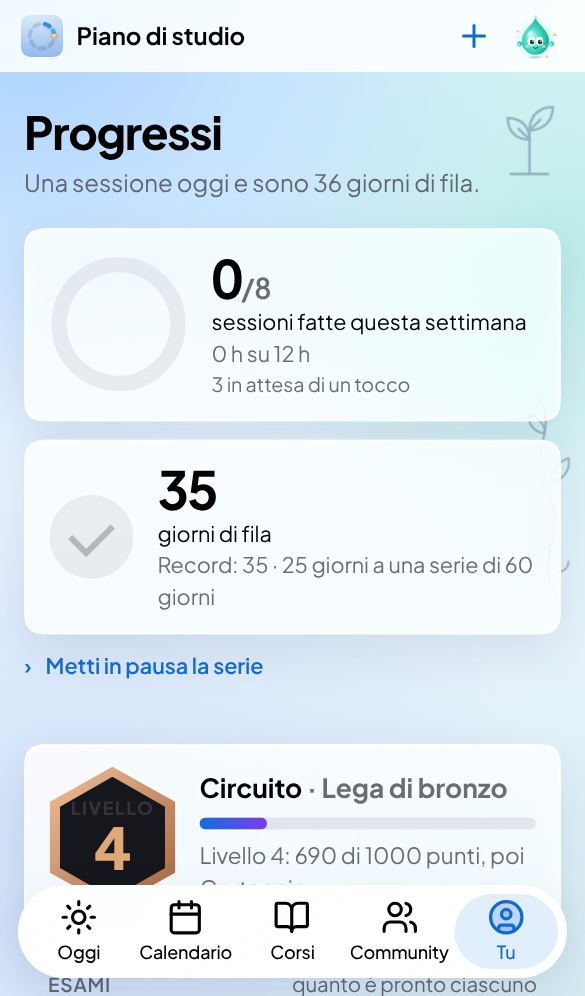 Piano di studio
Progressi
Una sessione oggi e sono 36 giorni di fila.
0/8
sessioni fatte questa settimana
0 h su 12 h
3 in attesa di un tocco
35
giorni di fila
Record: 35 · 25 giorni a una serie di 60
giorni
› Metti in pausa la serie
LIVELLO
4
Circuito · Lega di bronzo
Livello 4: 690 di 1000 punti, poi
Oggi
Calendario
Corsi
Community
Tu
ESAMI
quanto è pronto ciascuno